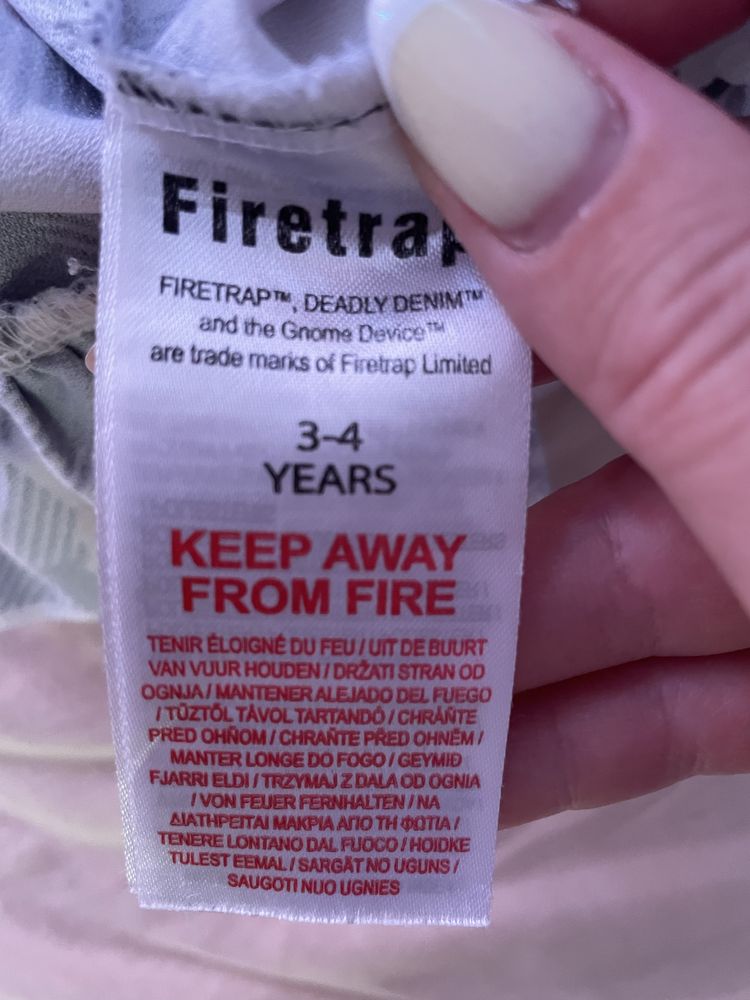 Firetrap
FIRETRAP™, DEADLY DENIM™
and the Gnome Device™
are trade marks of Firetrap Limited
3-4
YEARS
KEEP AWAY
FROM FIRE
TENIR ÉLOIGNÉ DU FEU / UIT DE BUURT
VAN VUUR HOUDEN / DRŽATI STRAN OD
OGNJA / MANTENER ALEJADO DEL FUEGO
/ TŰZTŐL TÁVOL TARTANDÓ / CHRÁŇTE
PRED OHŇOM / CHRAŇTE PŘED OHNĚM /
MANTER LONGE DO FOGO / GEYMIÐ
FJARRI ELDI / TRZYMAJ Z DALA OD OGNIA
/ VON FEUER FERNHALTEN / ΝΑ
ΔΙΑΤΗΡΕΙΤΑΙ ΜΑΚΡΙΑ ΑΠΟ ΤΗ ΦΩΤΙΑ /
TENERE LONTANO DAL FUOCO / HOIDKE
TULEST EEMAL / SARGĀT NO UGUNS /
SAUGOTI NUO UGNIES